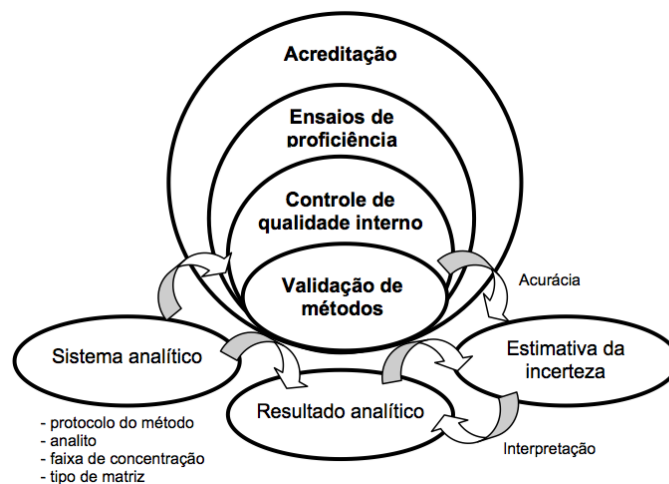 Acreditação
Ensaios de
proficiência
Controle de
qualidade interno
Validação de
métodos
Acurácia
Sistema analítico
Estimativa da
incerteza
Resultado analítico
Interpretação
- protocolo do método
- analito
- faixa de concentração
- tipo de matriz